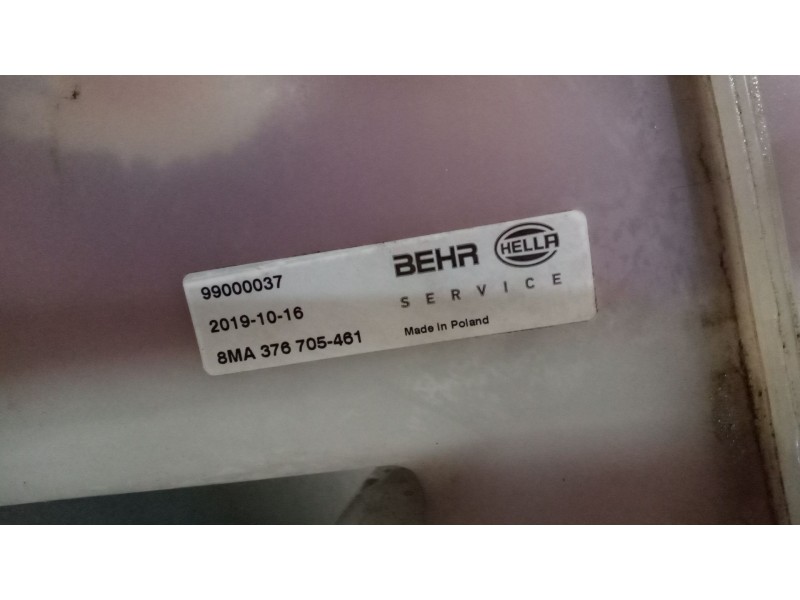 99000037
2019-10-16
8MA 376 705-461
BEHR HELLA
SERVICE
Made in Poland